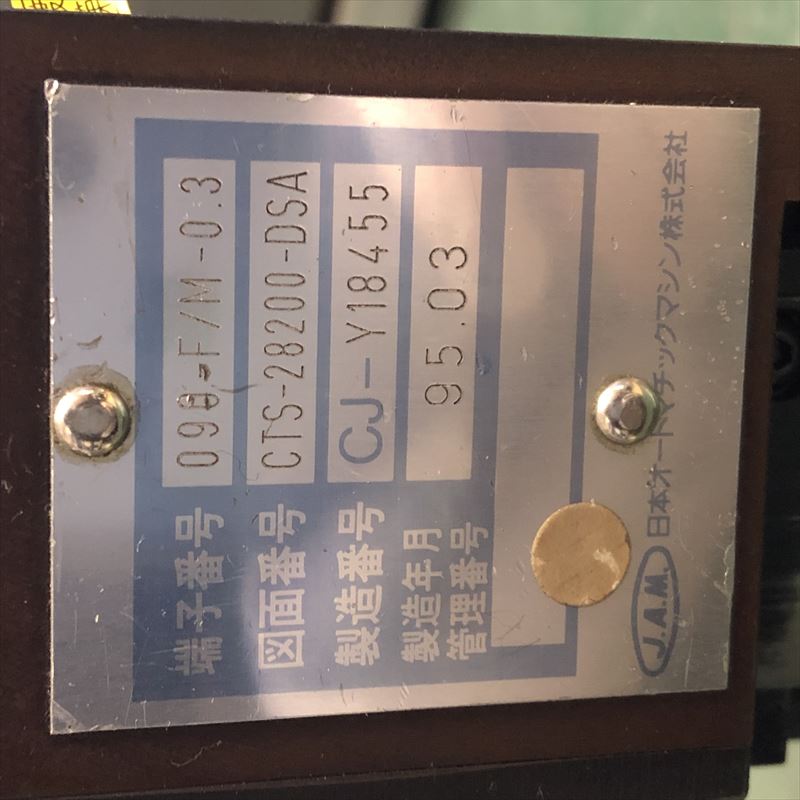 端子番号 090-F/M-0.3
図面番号 CTS-28200-DSA
製造番号 CJ-Y18455
製造年月 95.03
管理番号
J.A.M. 日本オートマチックマシン株式会社